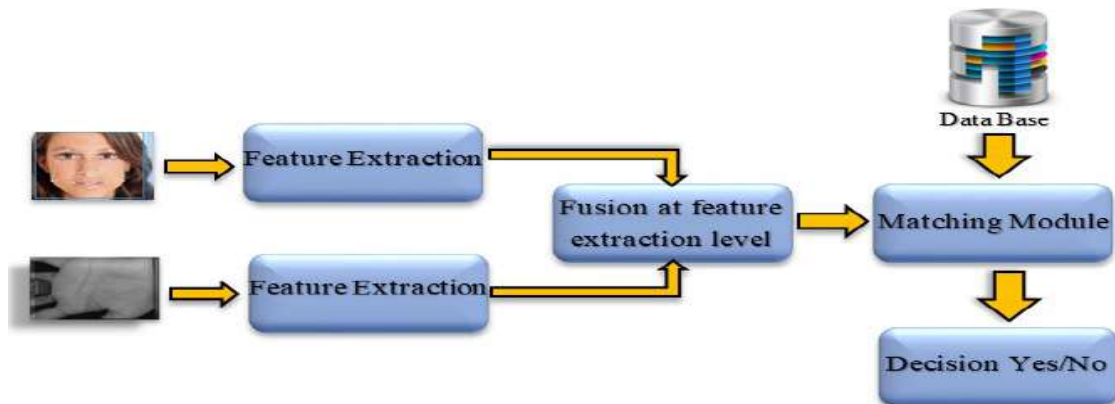 Data Base
Feature Extraction
Fusion at feature
extraction level
Matching Module
Feature Extraction
Decision Yes/No